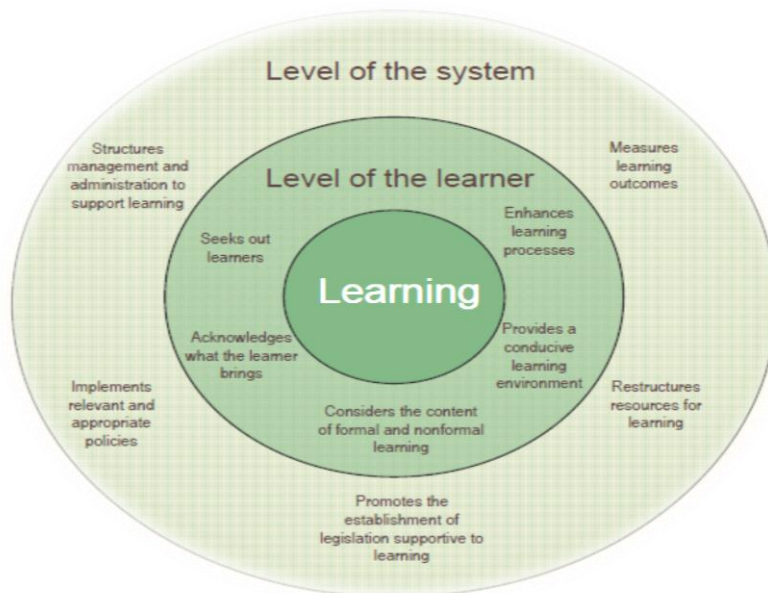 Level of the system
Structures
management and
administration to
support learning
Measures
learning
outcomes
Level of the learner
Seeks out
learners
Enhances
learning
processes
Learning
Acknowledges
what the learner
brings
Provides a
conducive
learning
environment
Considers the content
of formal and nonformal
learning
Implements
relevant and
appropriate
policies
Restructures
resources for
learning
Promotes the
establishment of
legislation supportive to
learning